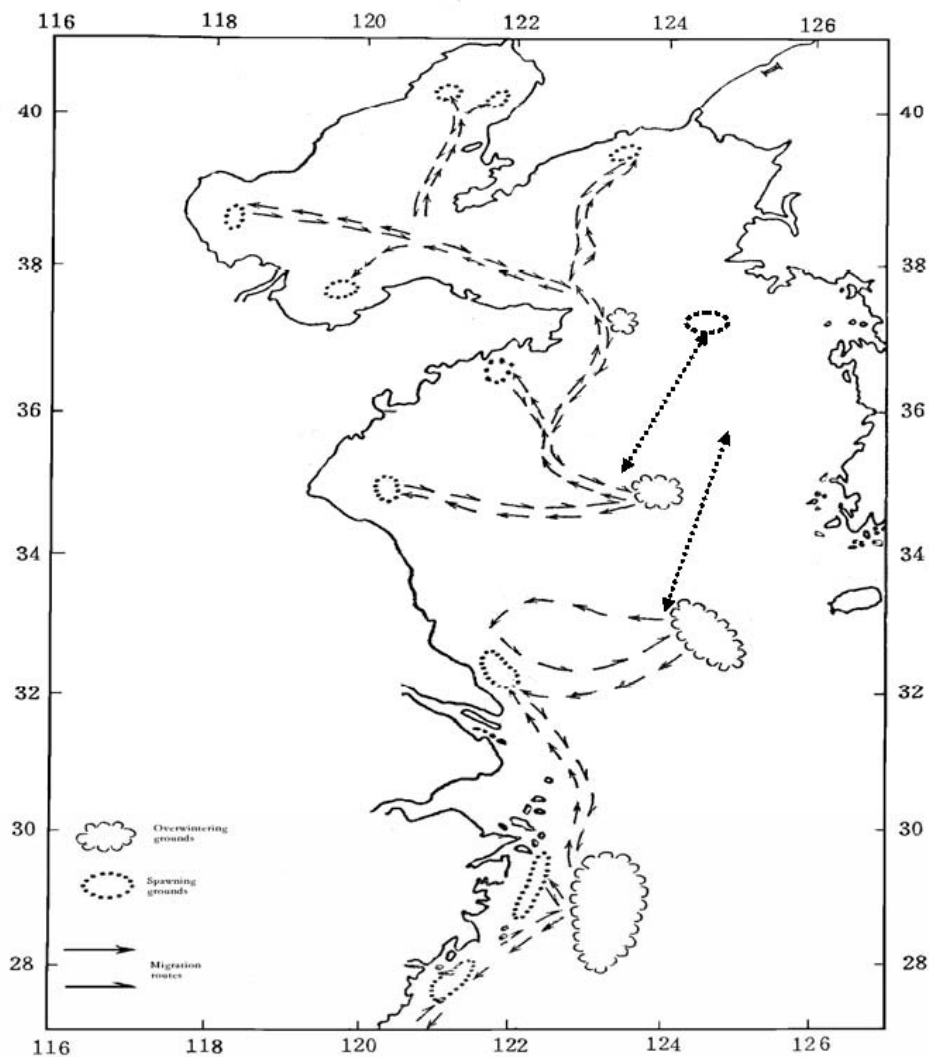 116 118 120 122 124 126
40 40
38 38
36 36
34 34
32 32
30 30
Overwintering
grounds
Spawning
grounds
28 28
Migration
routes
116 118 120 122 124 126